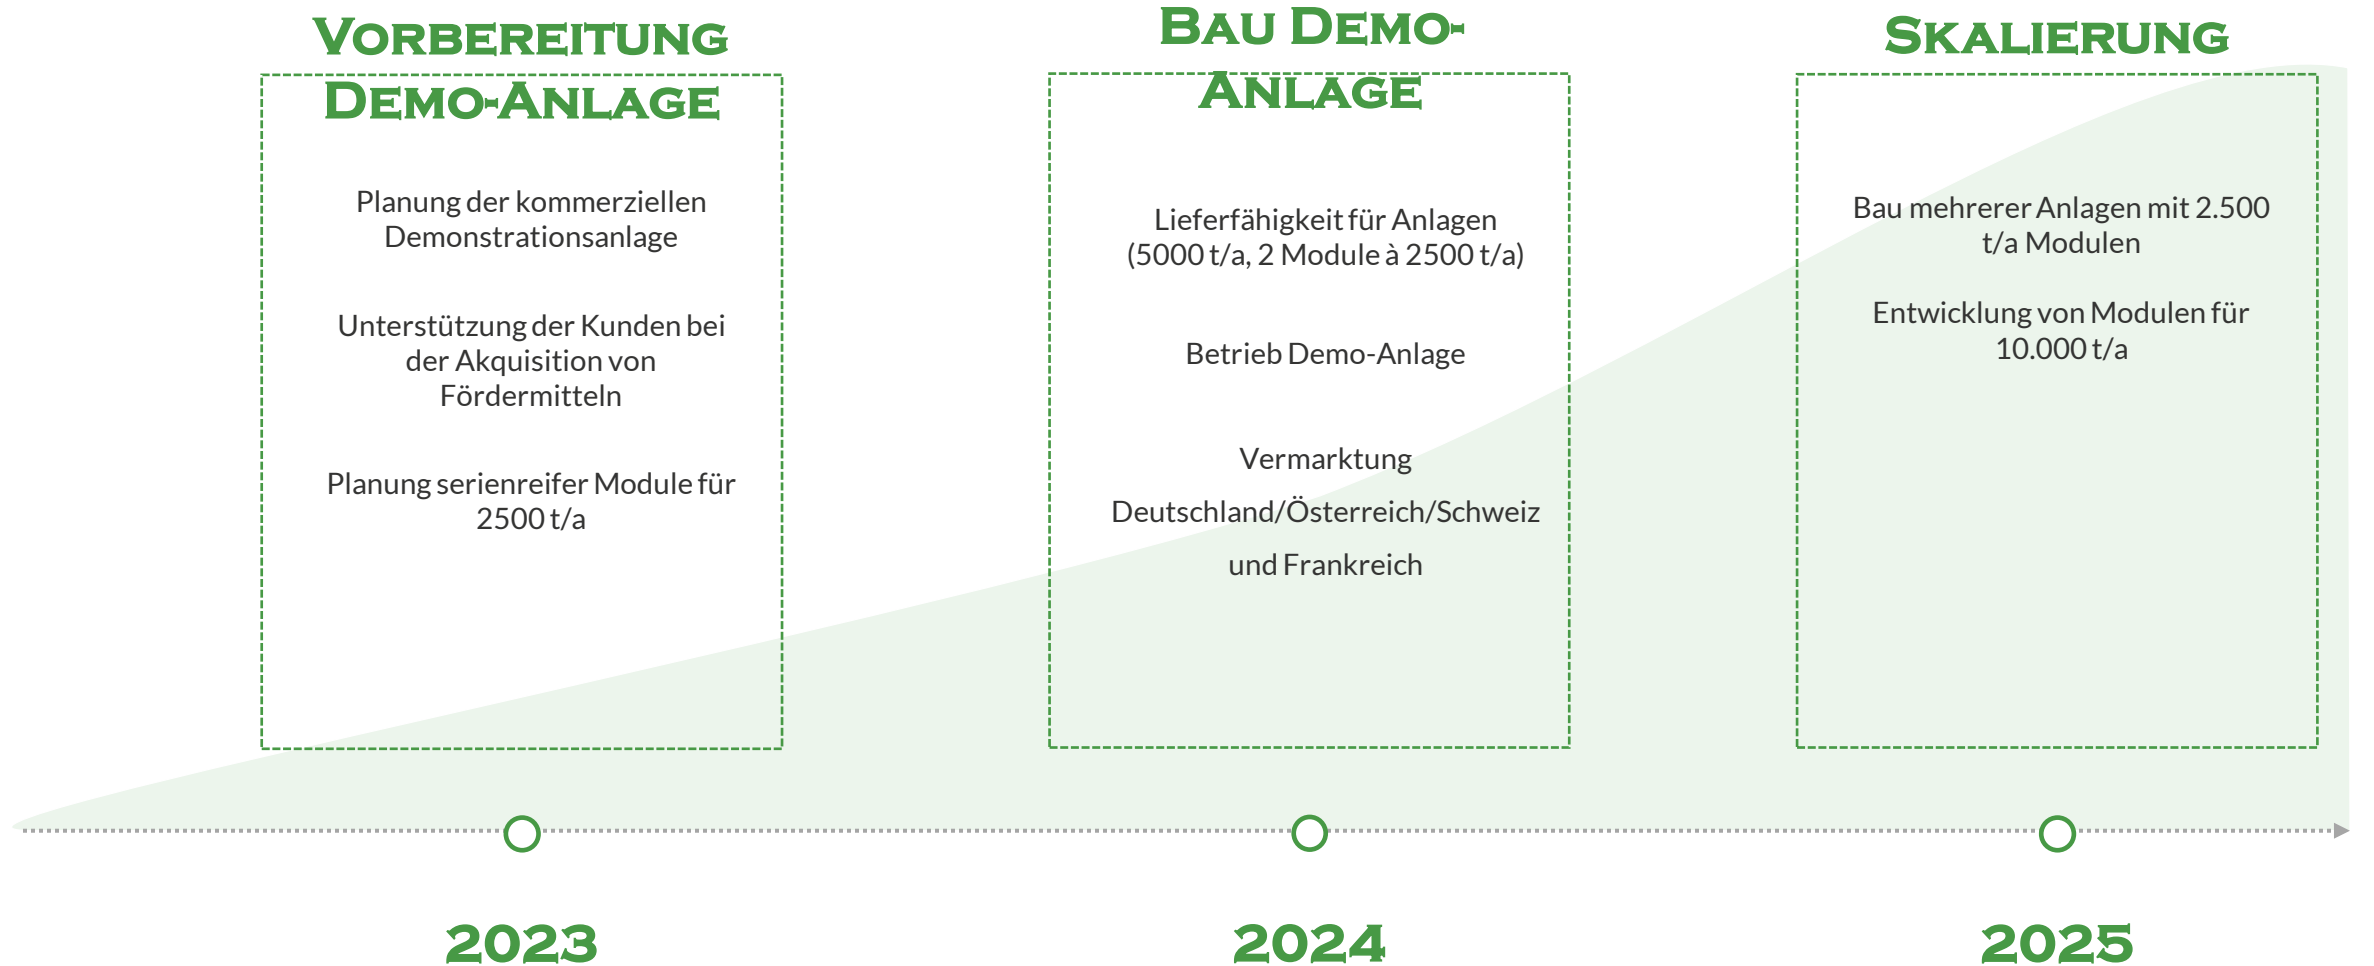 Vorbereitung
Demo-Anlage
Planung der kommerziellen
Demonstrationsanlage
Unterstützung der Kunden bei
der Akquisition von
Fördermitteln
Planung serienreifer Module für
2500 t/a
2023
Bau Demo-
Anlage
Lieferfähigkeit für Anlagen
(5000 t/a, 2 Module à 2500 t/a)
Betrieb Demo-Anlage
Vermarktung
Deutschland/Österreich/Schweiz
und Frankreich
2024
Skalierung
Bau mehrerer Anlagen mit 2.500
t/a Modulen
Entwicklung von Modulen für
10.000 t/a
2025